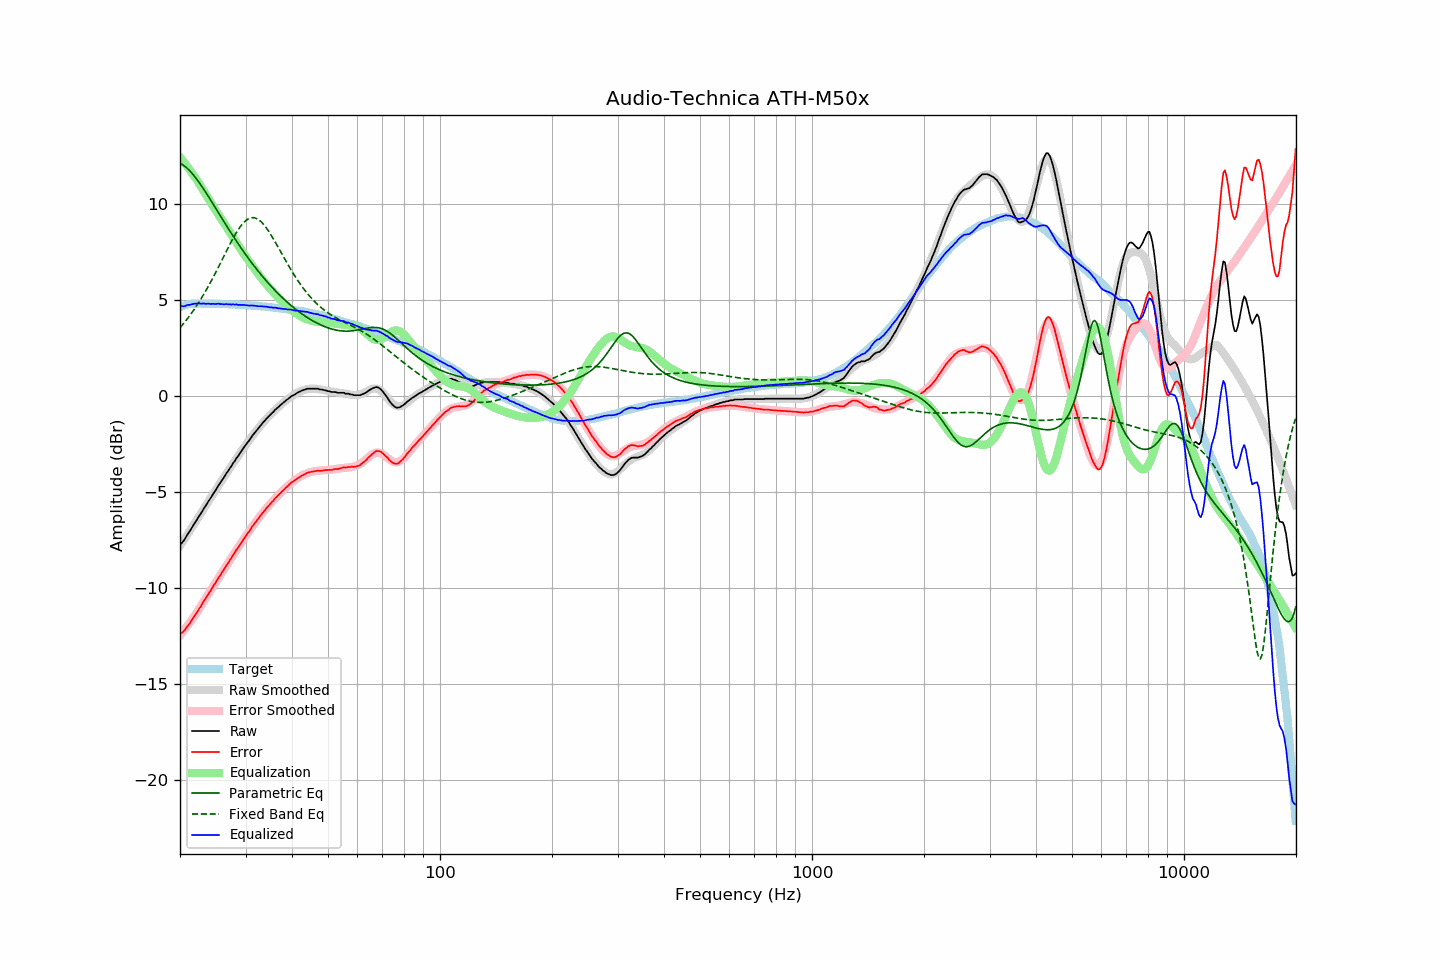 Audio-Technica ATH-M50x
Amplitude (dBr)
10
5
0
−5
−10
−15
−20
Target
Raw Smoothed
Error Smoothed
Raw
Error
Equalization
Parametric Eq
Fixed Band Eq
Equalized
100
1000
10000
Frequency (Hz)